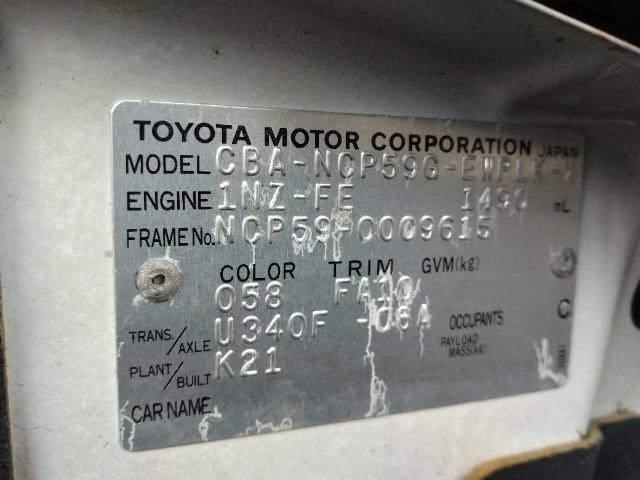 TOYOTA MOTOR CORPORATION JAPAN
MODEL CBA-NCP59G-EWPLK-
ENGINE 1NZ-FE 1496 mL
FRAME No. NCP59-0009615
COLOR TRIM GVM(kg)
058 FA10
TRANS/AXLE U340F -06A OCCUPANTS C
PAYLOAD MASS(kg)
PLANT/BUILT K21
CAR NAME